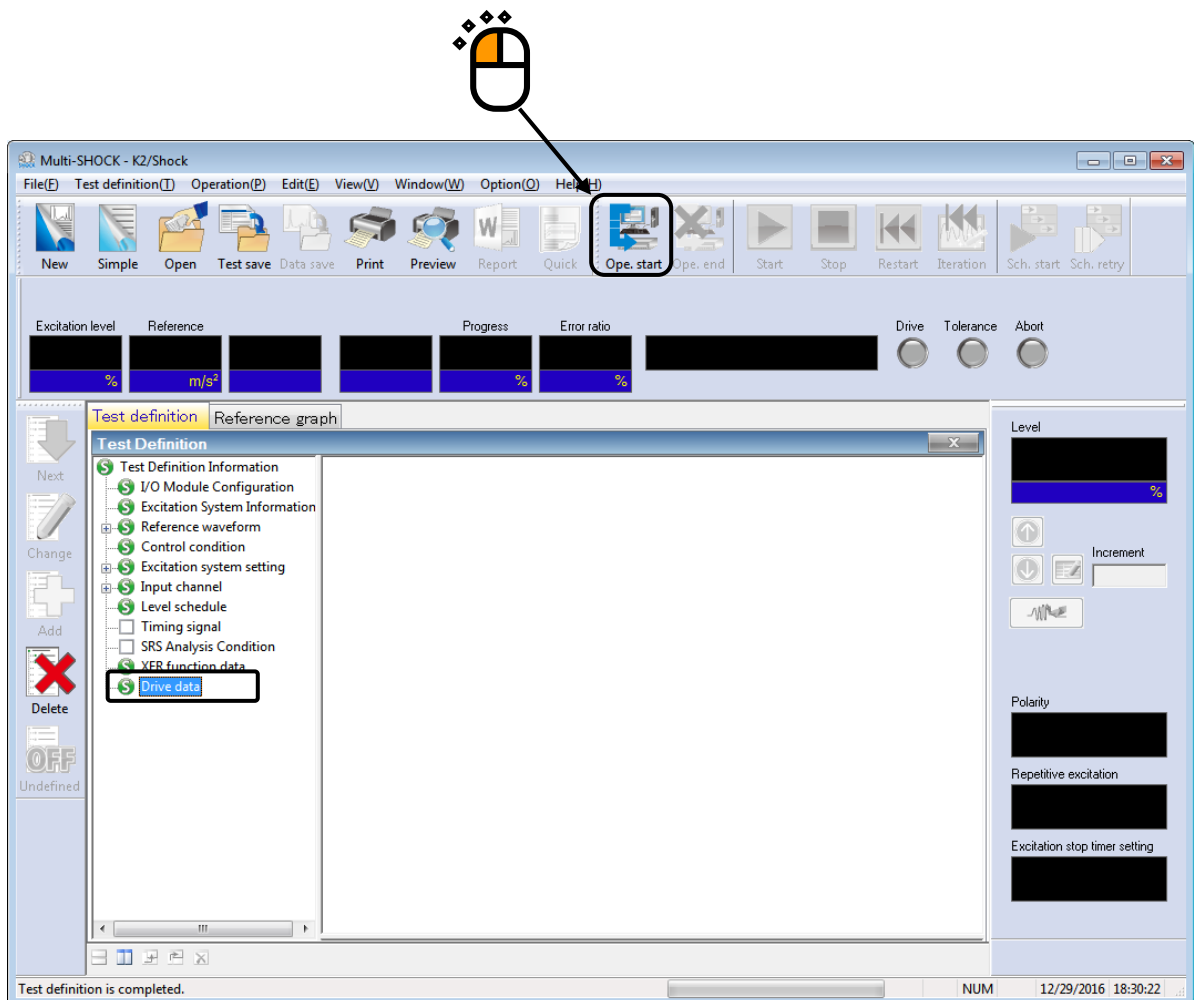 Multi-SHOCK - K2/Shock
File(F) Test definition(T) Operation(P) Edit(E) View(V) Window(W) Option(O) Help(H)
New Simple Open Test save Data save Print Preview Report Quick Ope. start Ope. end Start Stop Restart Iteration Sch. start Sch. retry
Excitation level Reference Progress Error ratio Drive Tolerance Abort
% m/s² % %
Test definition Reference graph
Test Definition
Test Definition Information
I/O Module Configuration
Excitation System Information
Reference waveform
Control condition
Excitation system setting
Input channel
Level schedule
Timing signal
SRS Analysis Condition
XFR function data
Drive data
Next
Change
Add
Delete
OFF
Undefined
Level
%
Increment
Polarity
Repetitive excitation
Excitation stop timer setting
Test definition is completed. NUM 12/29/2016 18:30:22